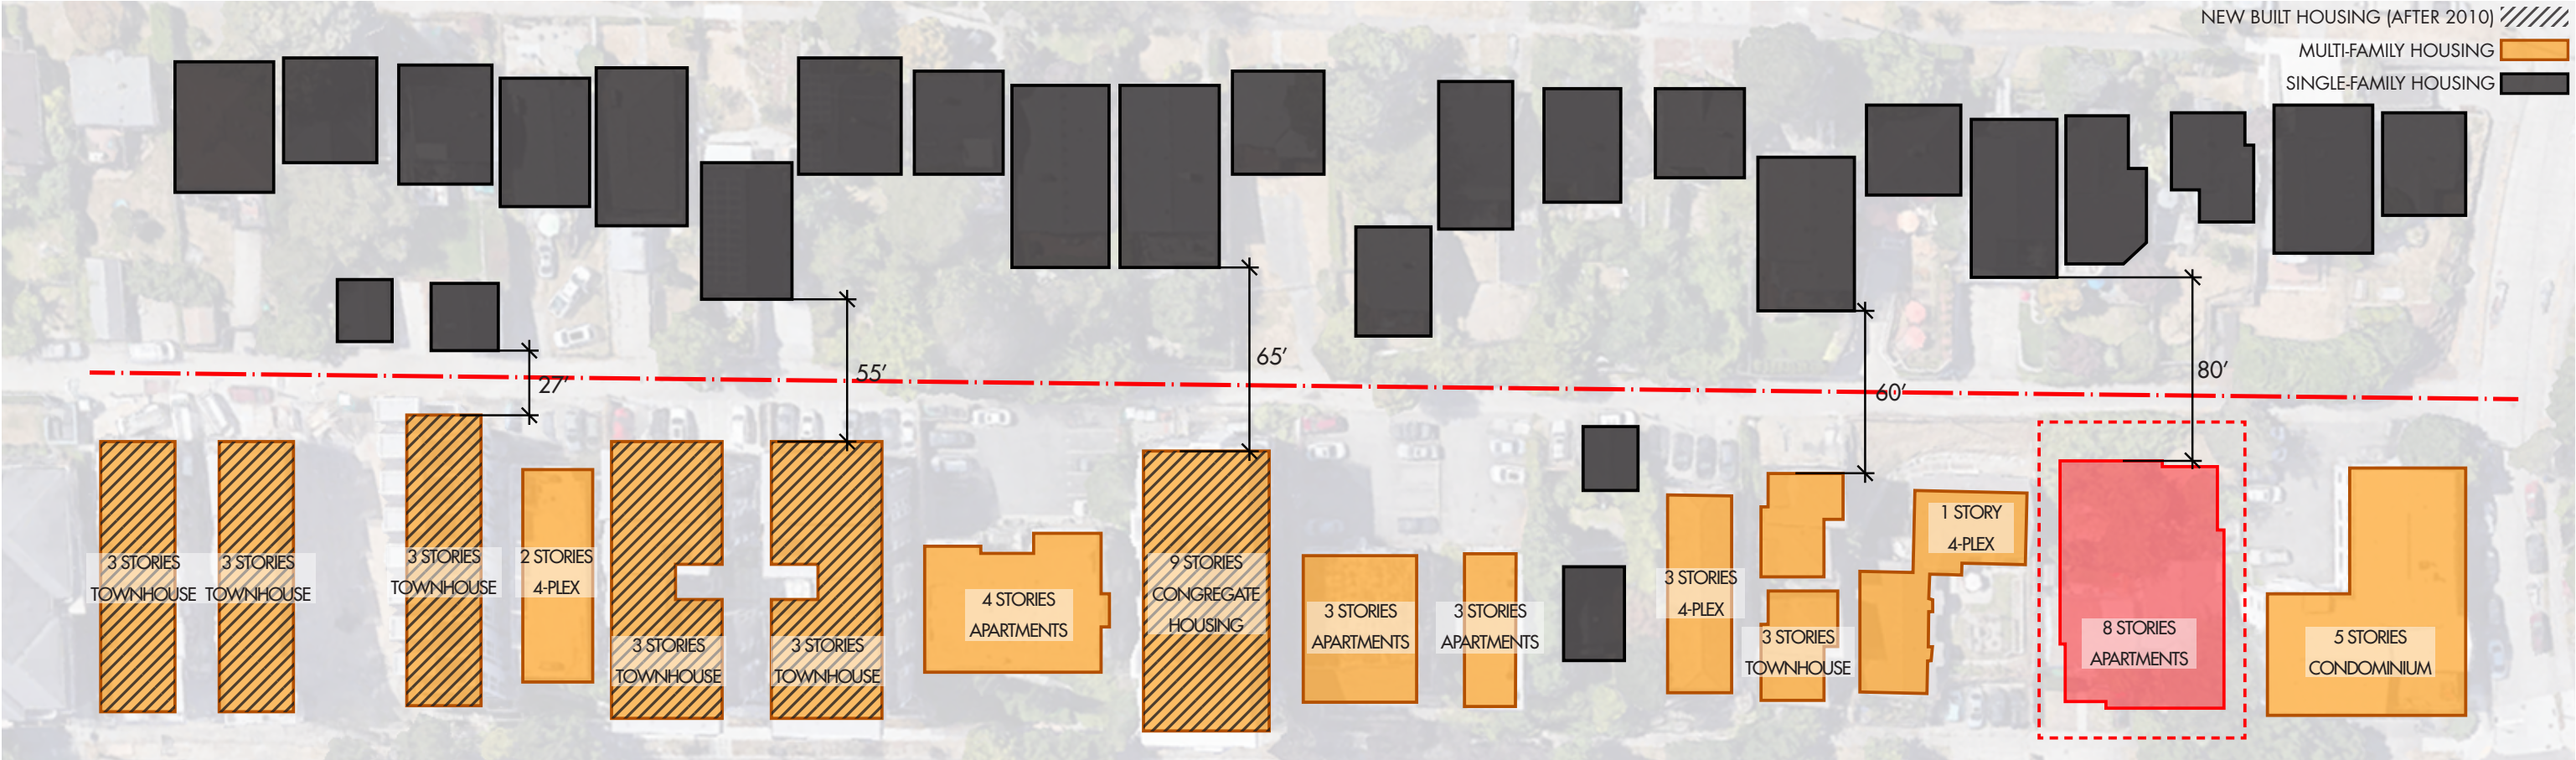 NEW BUILT HOUSING (AFTER 2010)
MULTI-FAMILY HOUSING
SINGLE-FAMILY HOUSING
27'
55'
65'
60'
80'
3 STORIES
TOWNHOUSE
3 STORIES
TOWNHOUSE
3 STORIES
TOWNHOUSE
2 STORIES
4-PLEX
3 STORIES
TOWNHOUSE
3 STORIES
TOWNHOUSE
4 STORIES
APARTMENTS
9 STORIES
CONGREGATE
HOUSING
3 STORIES
APARTMENTS
3 STORIES
APARTMENTS
3 STORIES
4-PLEX
3 STORIES
TOWNHOUSE
1 STORY
4-PLEX
8 STORIES
APARTMENTS
5 STORIES
CONDOMINIUM